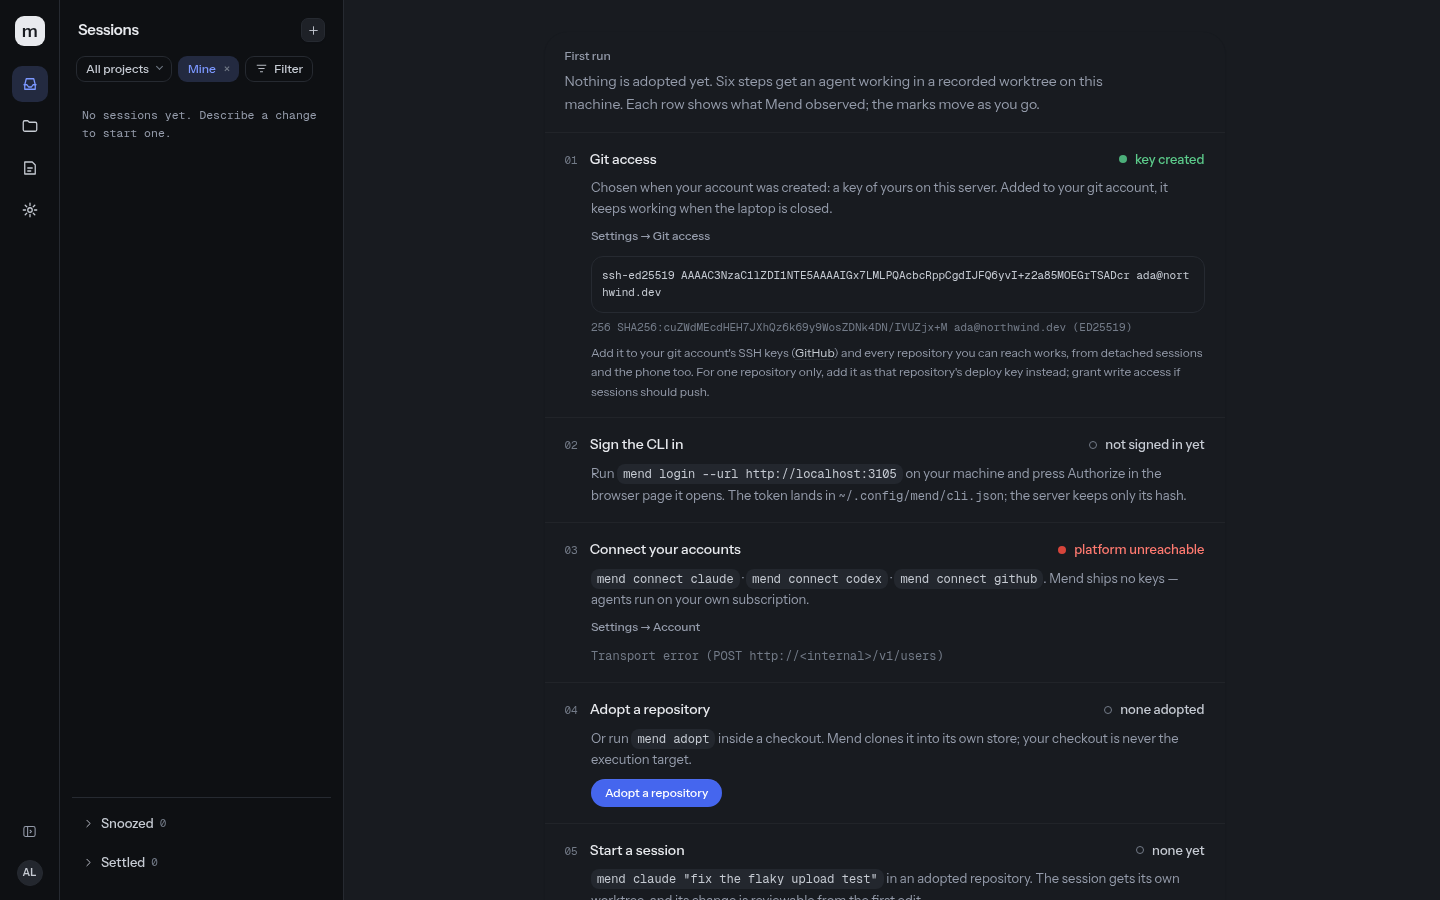 m
Sessions
All projects
Mine ×
Filter
No sessions yet. Describe a change
to start one.
Snoozed 0
Settled 0
AL
First run
Nothing is adopted yet. Six steps get an agent working in a recorded worktree on this
machine. Each row shows what Mend observed; the marks move as you go.
01 Git access key created
Chosen when your account was created: a key of yours on this server. Added to your git account, it
keeps working when the laptop is closed.
Settings → Git access
ssh-ed25519 AAAAC3NzaC1lZDI1NTE5AAAAIGx7LMLPQAcbcRppCgdIJFQ6yvI+z2a85MOEGrTSADcr ada@nort
hwind.dev
256 SHA256:cuZWdMEcdHEH7JXhQz6k69y9WosZDNk4DN/IVUZjx+M ada@northwind.dev (ED25519)
Add it to your git account's SSH keys (GitHub) and every repository you can reach works, from detached sessions
and the phone too. For one repository only, add it as that repository's deploy key instead; grant write access if
sessions should push.
02 Sign the CLI in not signed in yet
Run mend login --url http://localhost:3105 on your machine and press Authorize in the
browser page it opens. The token lands in ~/.config/mend/cli.json; the server keeps only its hash.
03 Connect your accounts platform unreachable
mend connect claude · mend connect codex · mend connect github . Mend ships no keys —
agents run on your own subscription.
Settings → Account
Transport error (POST http://<internal>/v1/users)
04 Adopt a repository none adopted
Or run mend adopt inside a checkout. Mend clones it into its own store; your checkout is never the
execution target.
Adopt a repository
05 Start a session none yet
mend claude "fix the flaky upload test" in an adopted repository. The session gets its own
worktree, and its change is reviewable from the first edit.